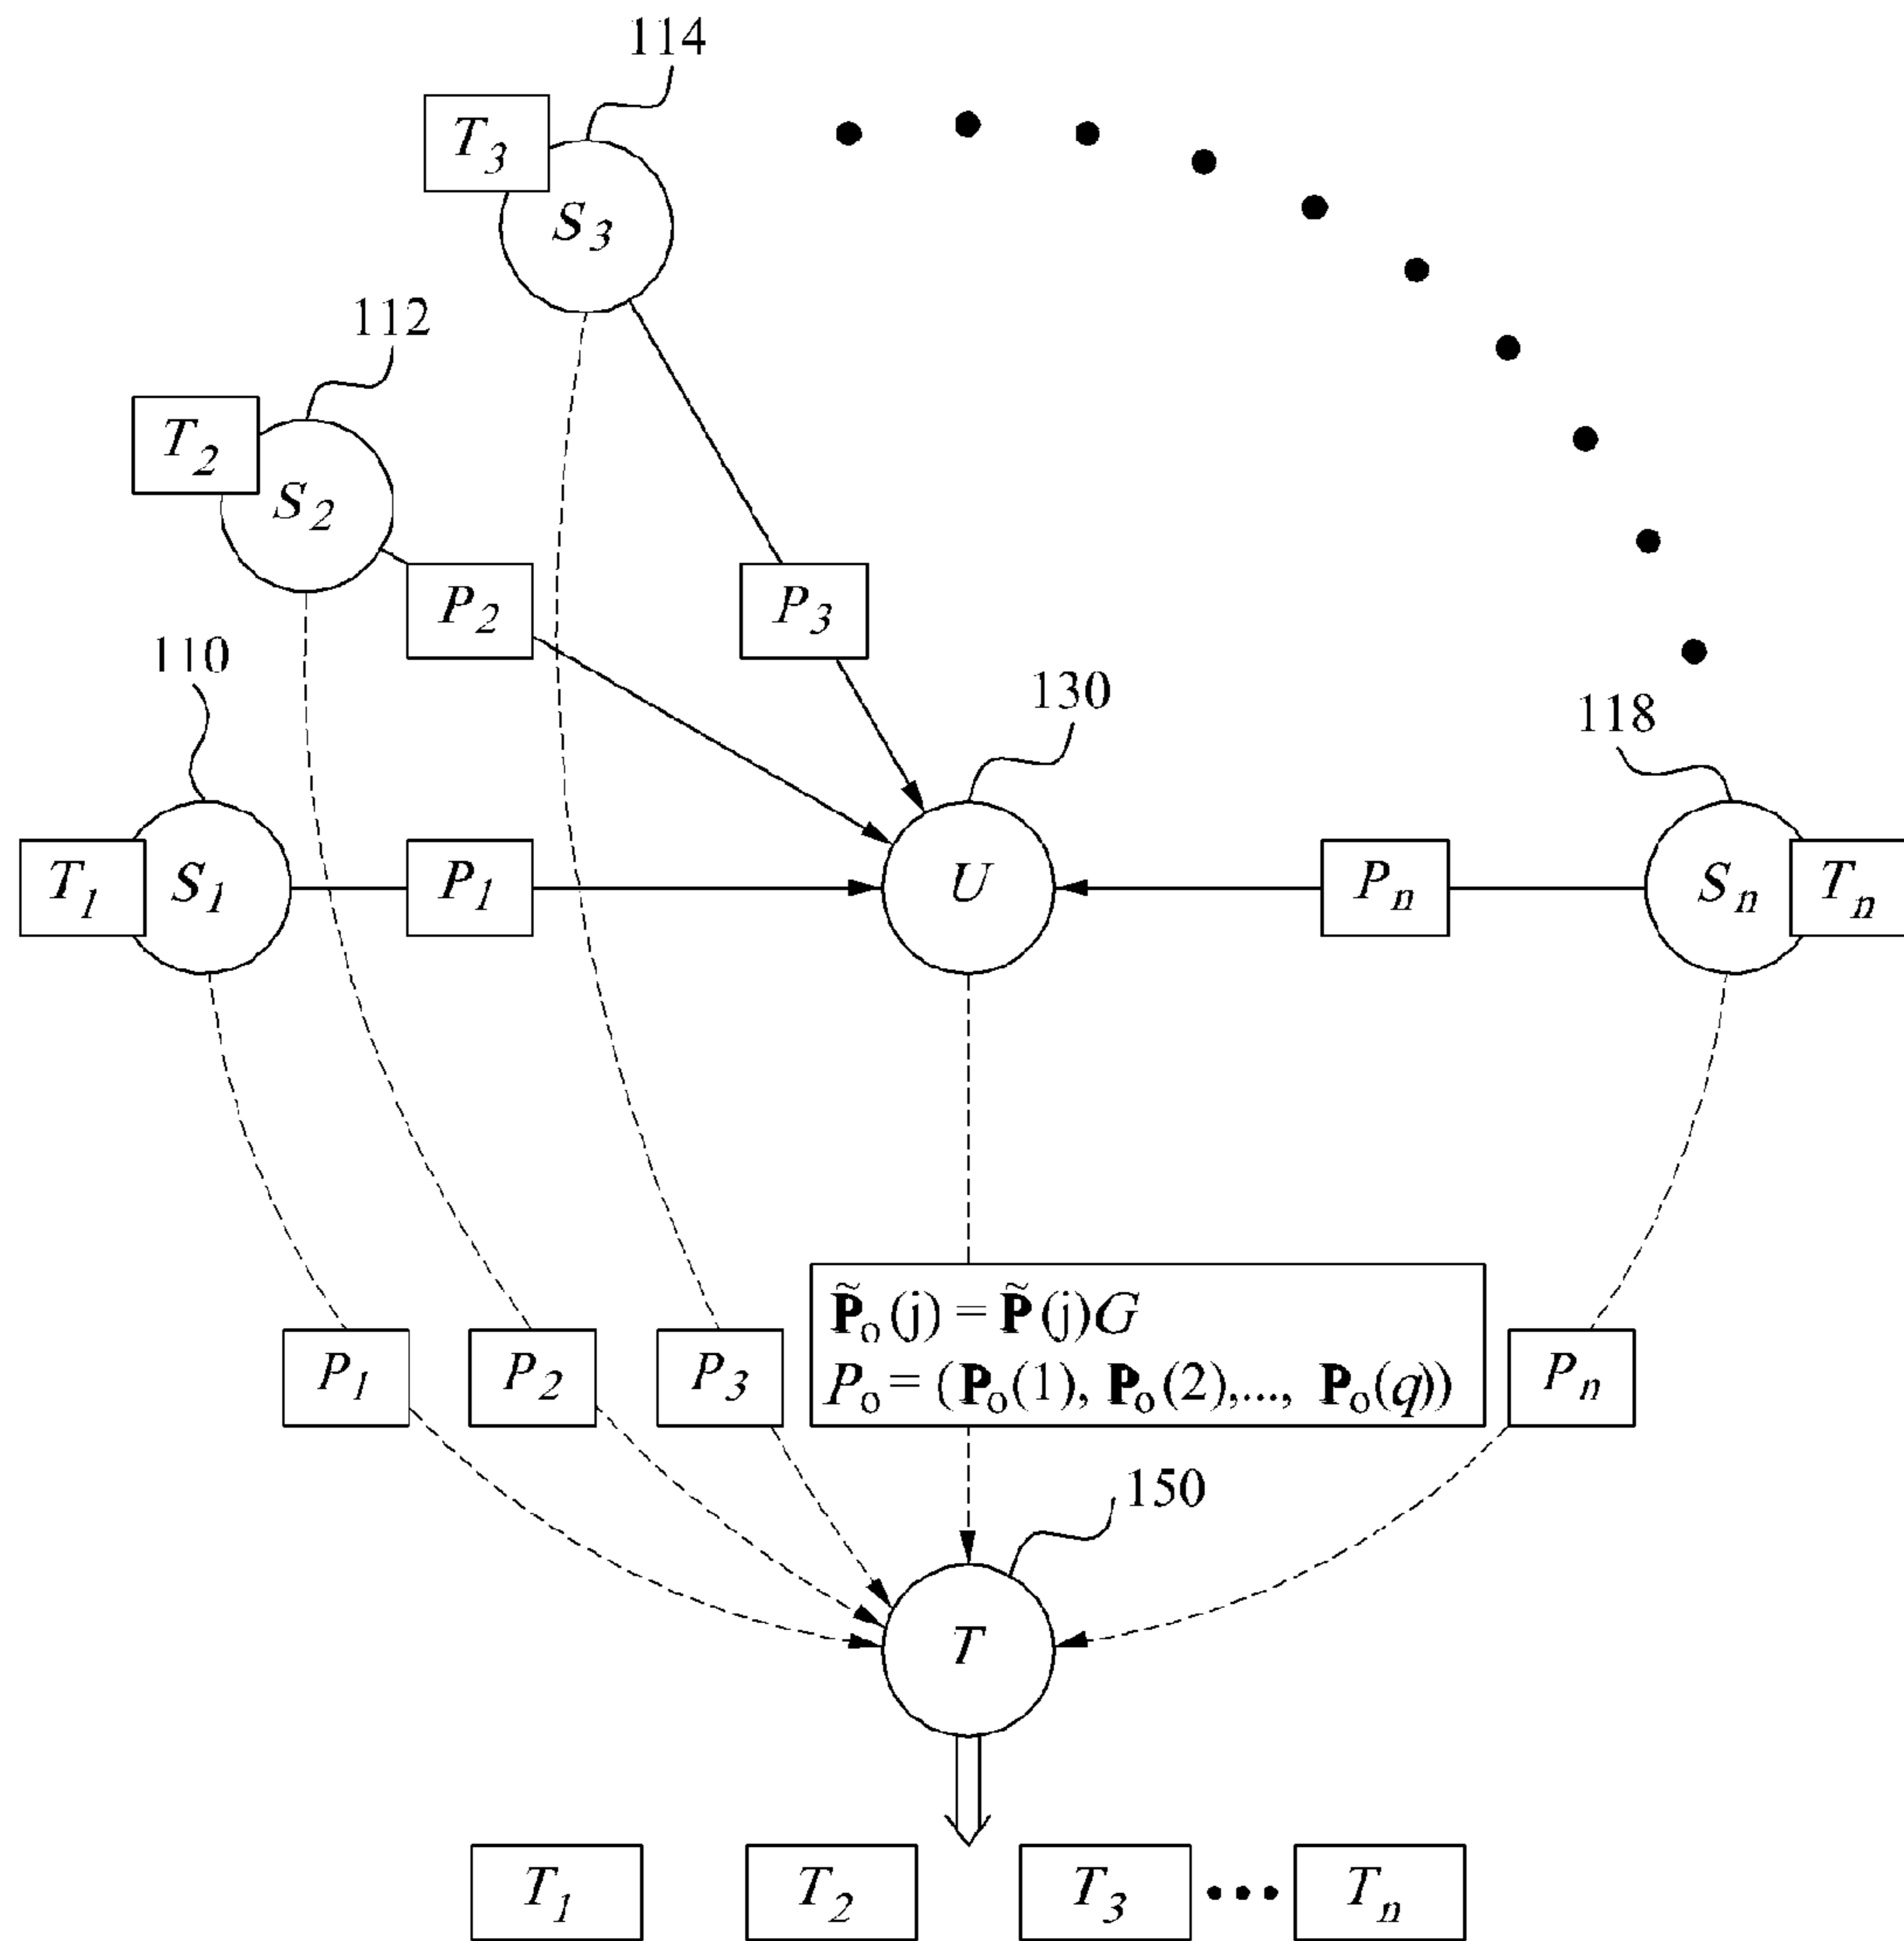 114
T3
S3
112
T2
S2
P2
P3
110
130
118
T1
S1
P1
U
Pn
Sn
Tn
P̃o(j) = P̃(j)G
Po = (Po(1), Po(2),..., Po(q))
P1
P2
P3
Pn
150
T
T1
T2
T3
Tn